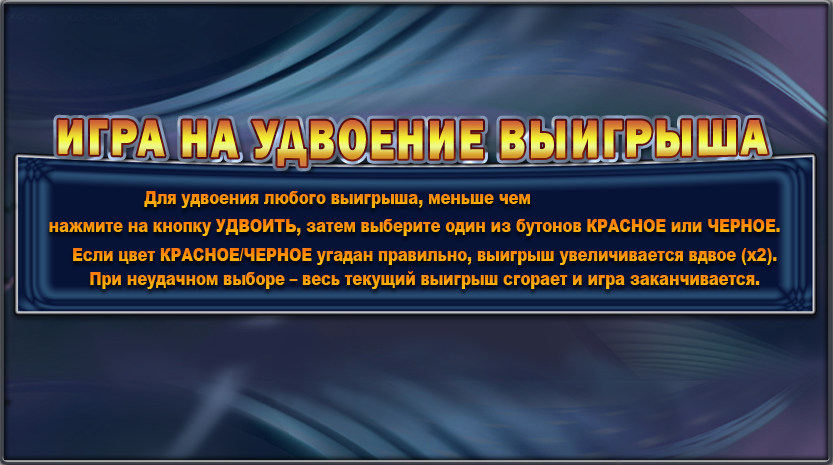 ИГРА НА УДВОЕНИЕ ВЫИГРЫША
Для удвоения любого выигрыша, меньше чем
нажмите на кнопку УДВОИТЬ, затем выберите один из бутонов КРАСНОЕ или ЧЕРНОЕ.
Если цвет КРАСНОЕ/ЧЕРНОЕ угадан правильно, выигрыш увеличивается вдвое (x2).
При неудачном выборе – весь текущий выигрыш сгорает и игра заканчивается.